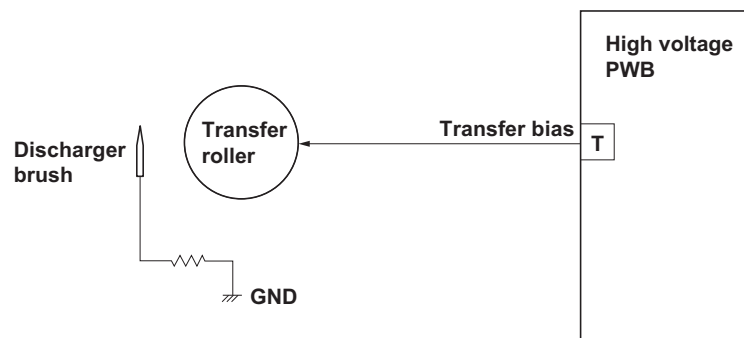 High voltage
PWB
Transfer bias
T
Transfer
roller
Discharger
brush
GND